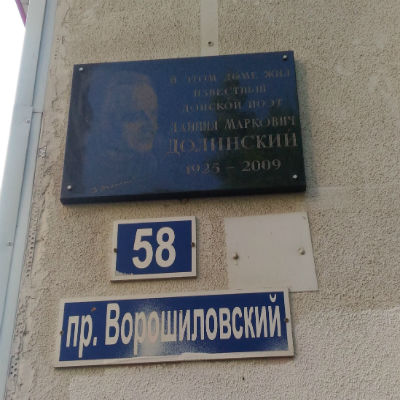 В этом доме жил
известный
донской поэт
Даниил Маркович
ДОЛИНСКИЙ
1925 – 2009
58
пр. Ворошиловский